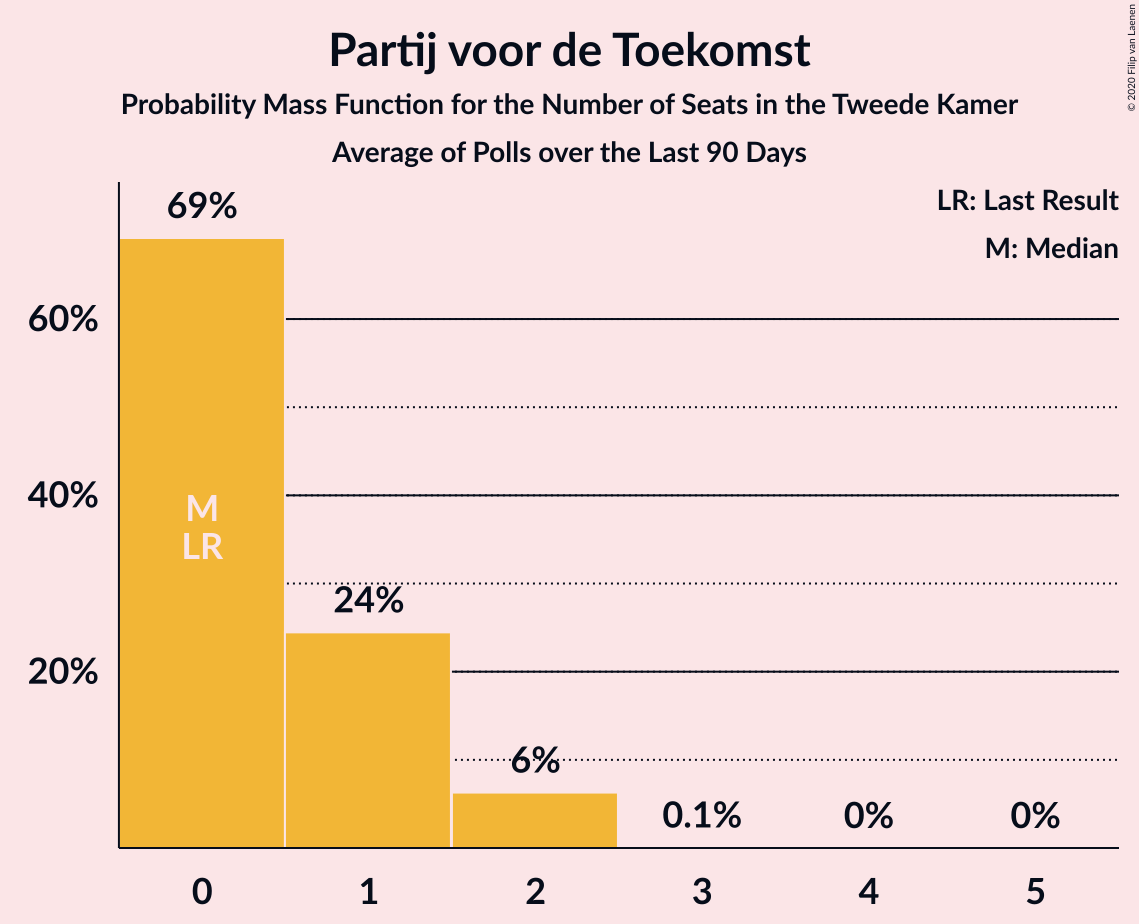 Partij voor de Toekomst
Probability Mass Function for the Number of Seats in the Tweede Kamer
Average of Polls over the Last 90 Days
© 2020 Filip van Laenen
LR: Last Result
M: Median
69%
60%
40%
20%
M
LR
24%
6%
0.1%
0%
0%
0 1 2 3 4 5